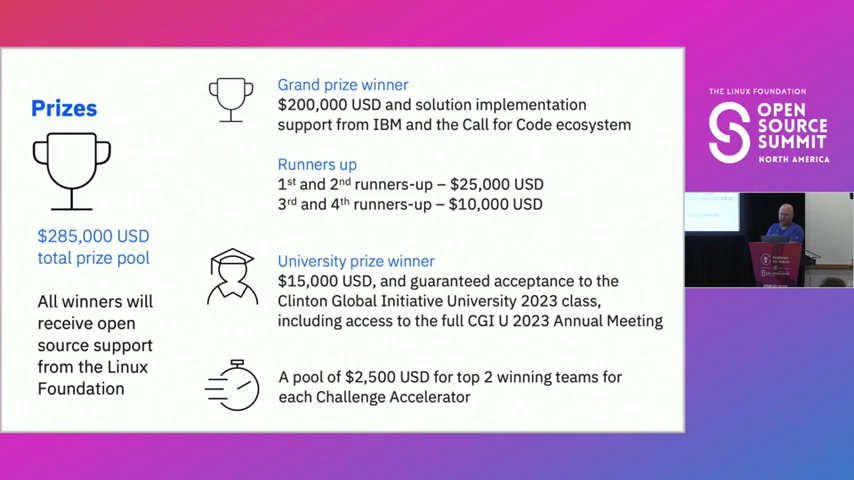 Prizes
$285,000 USD
total prize pool
All winners will
receive open
source support
from the Linux
Foundation
Grand prize winner
$200,000 USD and solution implementation
support from IBM and the Call for Code ecosystem
Runners up
1st and 2nd runners-up – $25,000 USD
3rd and 4th runners-up – $10,000 USD
University prize winner
$15,000 USD, and guaranteed acceptance to the
Clinton Global Initiative University 2023 class,
including access to the full CGI U 2023 Annual Meeting
A pool of $2,500 USD for top 2 winning teams for
each Challenge Accelerator
THE LINUX FOUNDATION
OPEN
SOURCE
SUMMIT
NORTH AMERICA